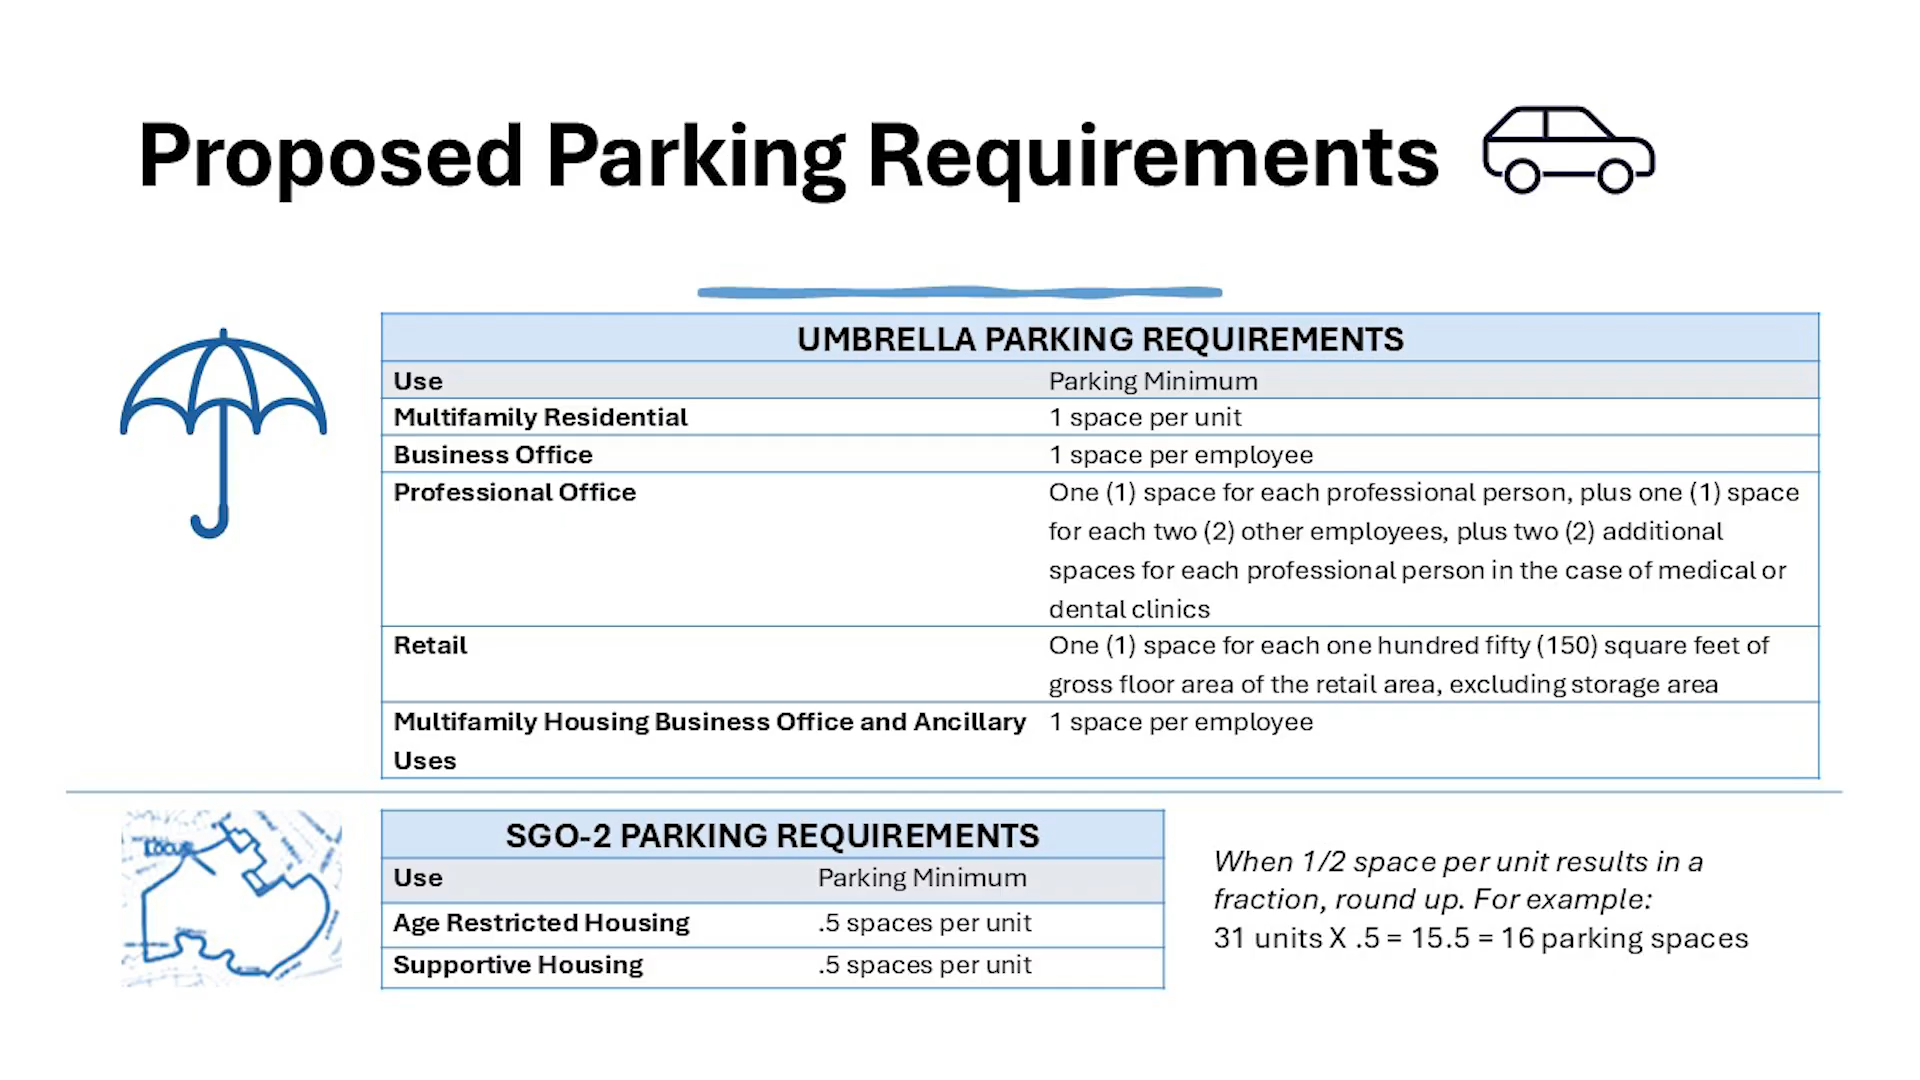 Proposed Parking Requirements
UMBRELLA PARKING REQUIREMENTS
Use Parking Minimum
Multifamily Residential 1 space per unit
Business Office 1 space per employee
Professional Office One (1) space for each professional person, plus one (1) space
for each two (2) other employees, plus two (2) additional
spaces for each professional person in the case of medical or
dental clinics
Retail One (1) space for each one hundred fifty (150) square feet of
gross floor area of the retail area, excluding storage area
Multifamily Housing Business Office and Ancillary 1 space per employee
Uses
LOCUS
SGO-2 PARKING REQUIREMENTS
Use Parking Minimum
Age Restricted Housing .5 spaces per unit
Supportive Housing .5 spaces per unit
When 1/2 space per unit results in a
fraction, round up. For example:
31 units X .5 = 15.5 = 16 parking spaces